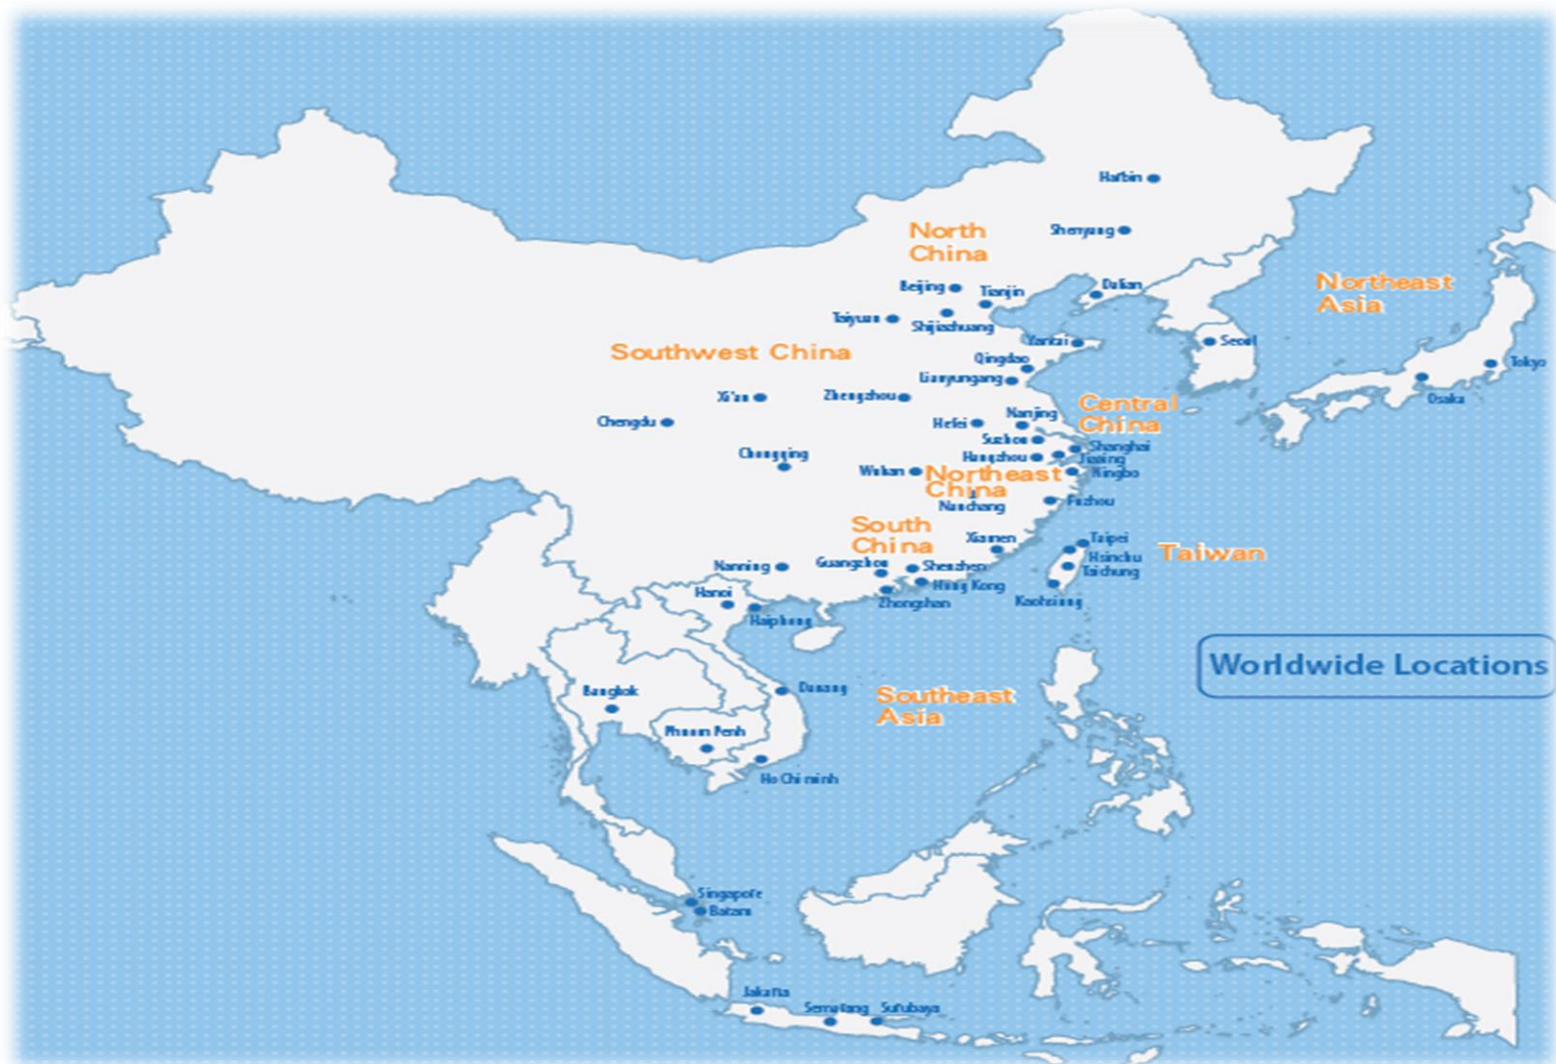 Harbin
Shenyang
North
China
Northeast
Asia
Beijing
Tianjin
Dalian
Taiyuan
Shijiazhuang
Yantai
Seoul
Southwest China
Qingdao
Tokyo
Lianyungang
Xi'an
Zhengzhou
Osaka
Central
China
Nanjing
Chengdu
Hefei
Suzhou
Shanghai
Chongqing
Hangzhou
Jiaxing
Wuhan
Northeast
China
Ningbo
Nanchang
Fuzhou
South
China
Xiamen
Taipei
Taiwan
Hsinchu
Nanning
Guangzhou
Shenzhen
Taichung
Hong Kong
Hanoi
Zhongshan
Kaohsiung
Haiphong
Worldwide Locations
Bangkok
Danang
Southeast
Asia
Phnom Penh
Ho Chi minh
Singapore
Batam
Jakarta
Semarang
Surubaya